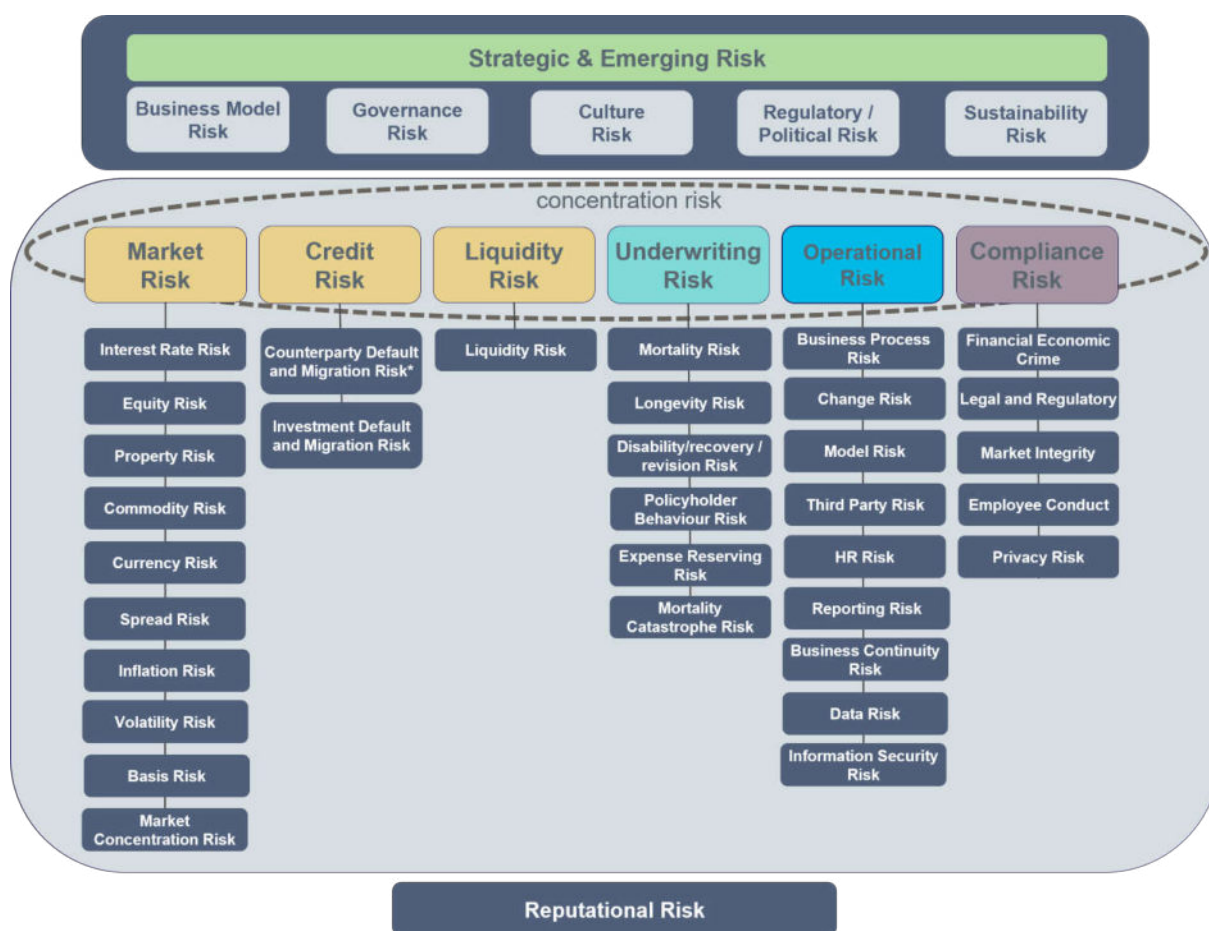 Strategic & Emerging Risk
Business Model
Risk
Governance
Risk
Culture
Risk
Regulatory /
Political Risk
Sustainability
Risk
concentration risk
Market
Risk
Credit
Risk
Liquidity
Risk
Underwriting
Risk
Operational
Risk
Compliance
Risk
Interest Rate Risk
Equity Risk
Property Risk
Commodity Risk
Currency Risk
Spread Risk
Inflation Risk
Volatility Risk
Basis Risk
Market
Concentration Risk
Counterparty Default
and Migration Risk*
Investment Default
and Migration Risk
Liquidity Risk
Mortality Risk
Longevity Risk
Disability/recovery /
revision Risk
Policyholder
Behaviour Risk
Expense Reserving
Risk
Mortality
Catastrophe Risk
Business Process
Risk
Change Risk
Model Risk
Third Party Risk
HR Risk
Reporting Risk
Business Continuity
Risk
Data Risk
Information Security
Risk
Financial Economic
Crime
Legal and Regulatory
Market Integrity
Employee Conduct
Privacy Risk
Reputational Risk